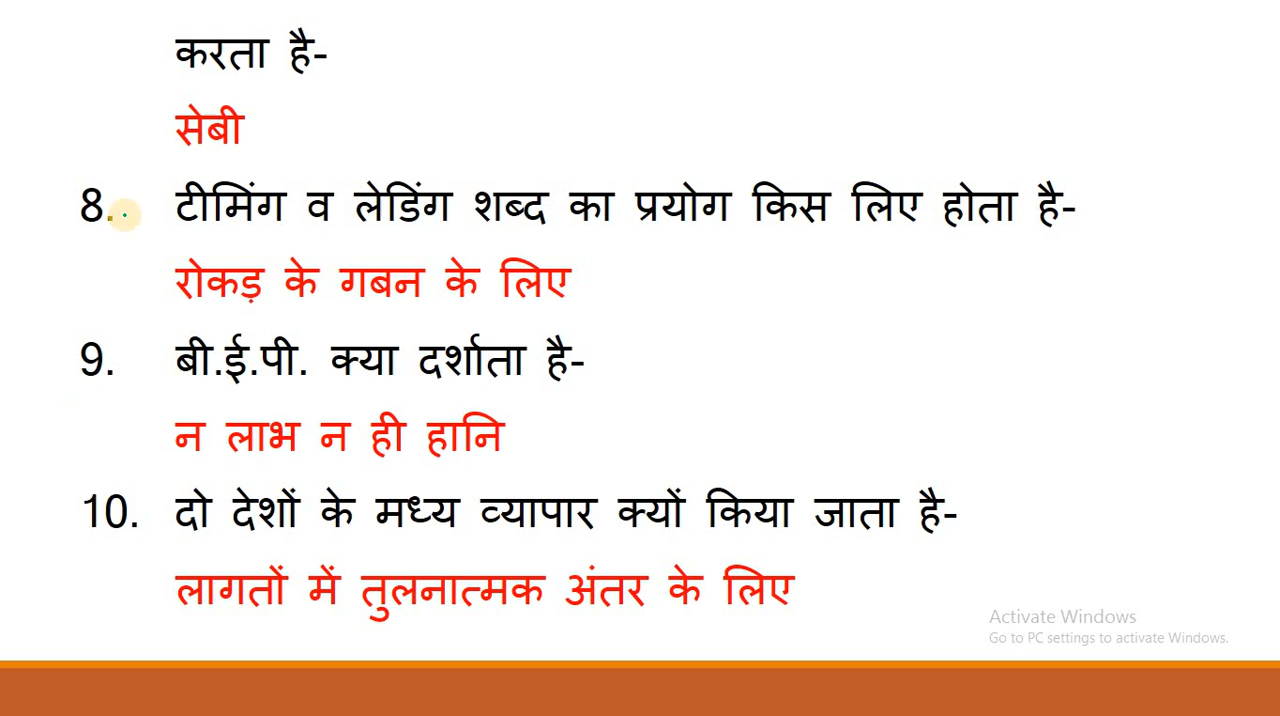 करता है-
सेबी
8. टीमिंग व लेडिंग शब्द का प्रयोग किस लिए होता है-
रोकड़ के गबन के लिए
9. बी.ई.पी. क्या दर्शाता है-
न लाभ न ही हानि
10. दो देशों के मध्य व्यापार क्यों किया जाता है-
लागतों में तुलनात्मक अंतर के लिए
Activate Windows
Go to PC settings to activate Windows.